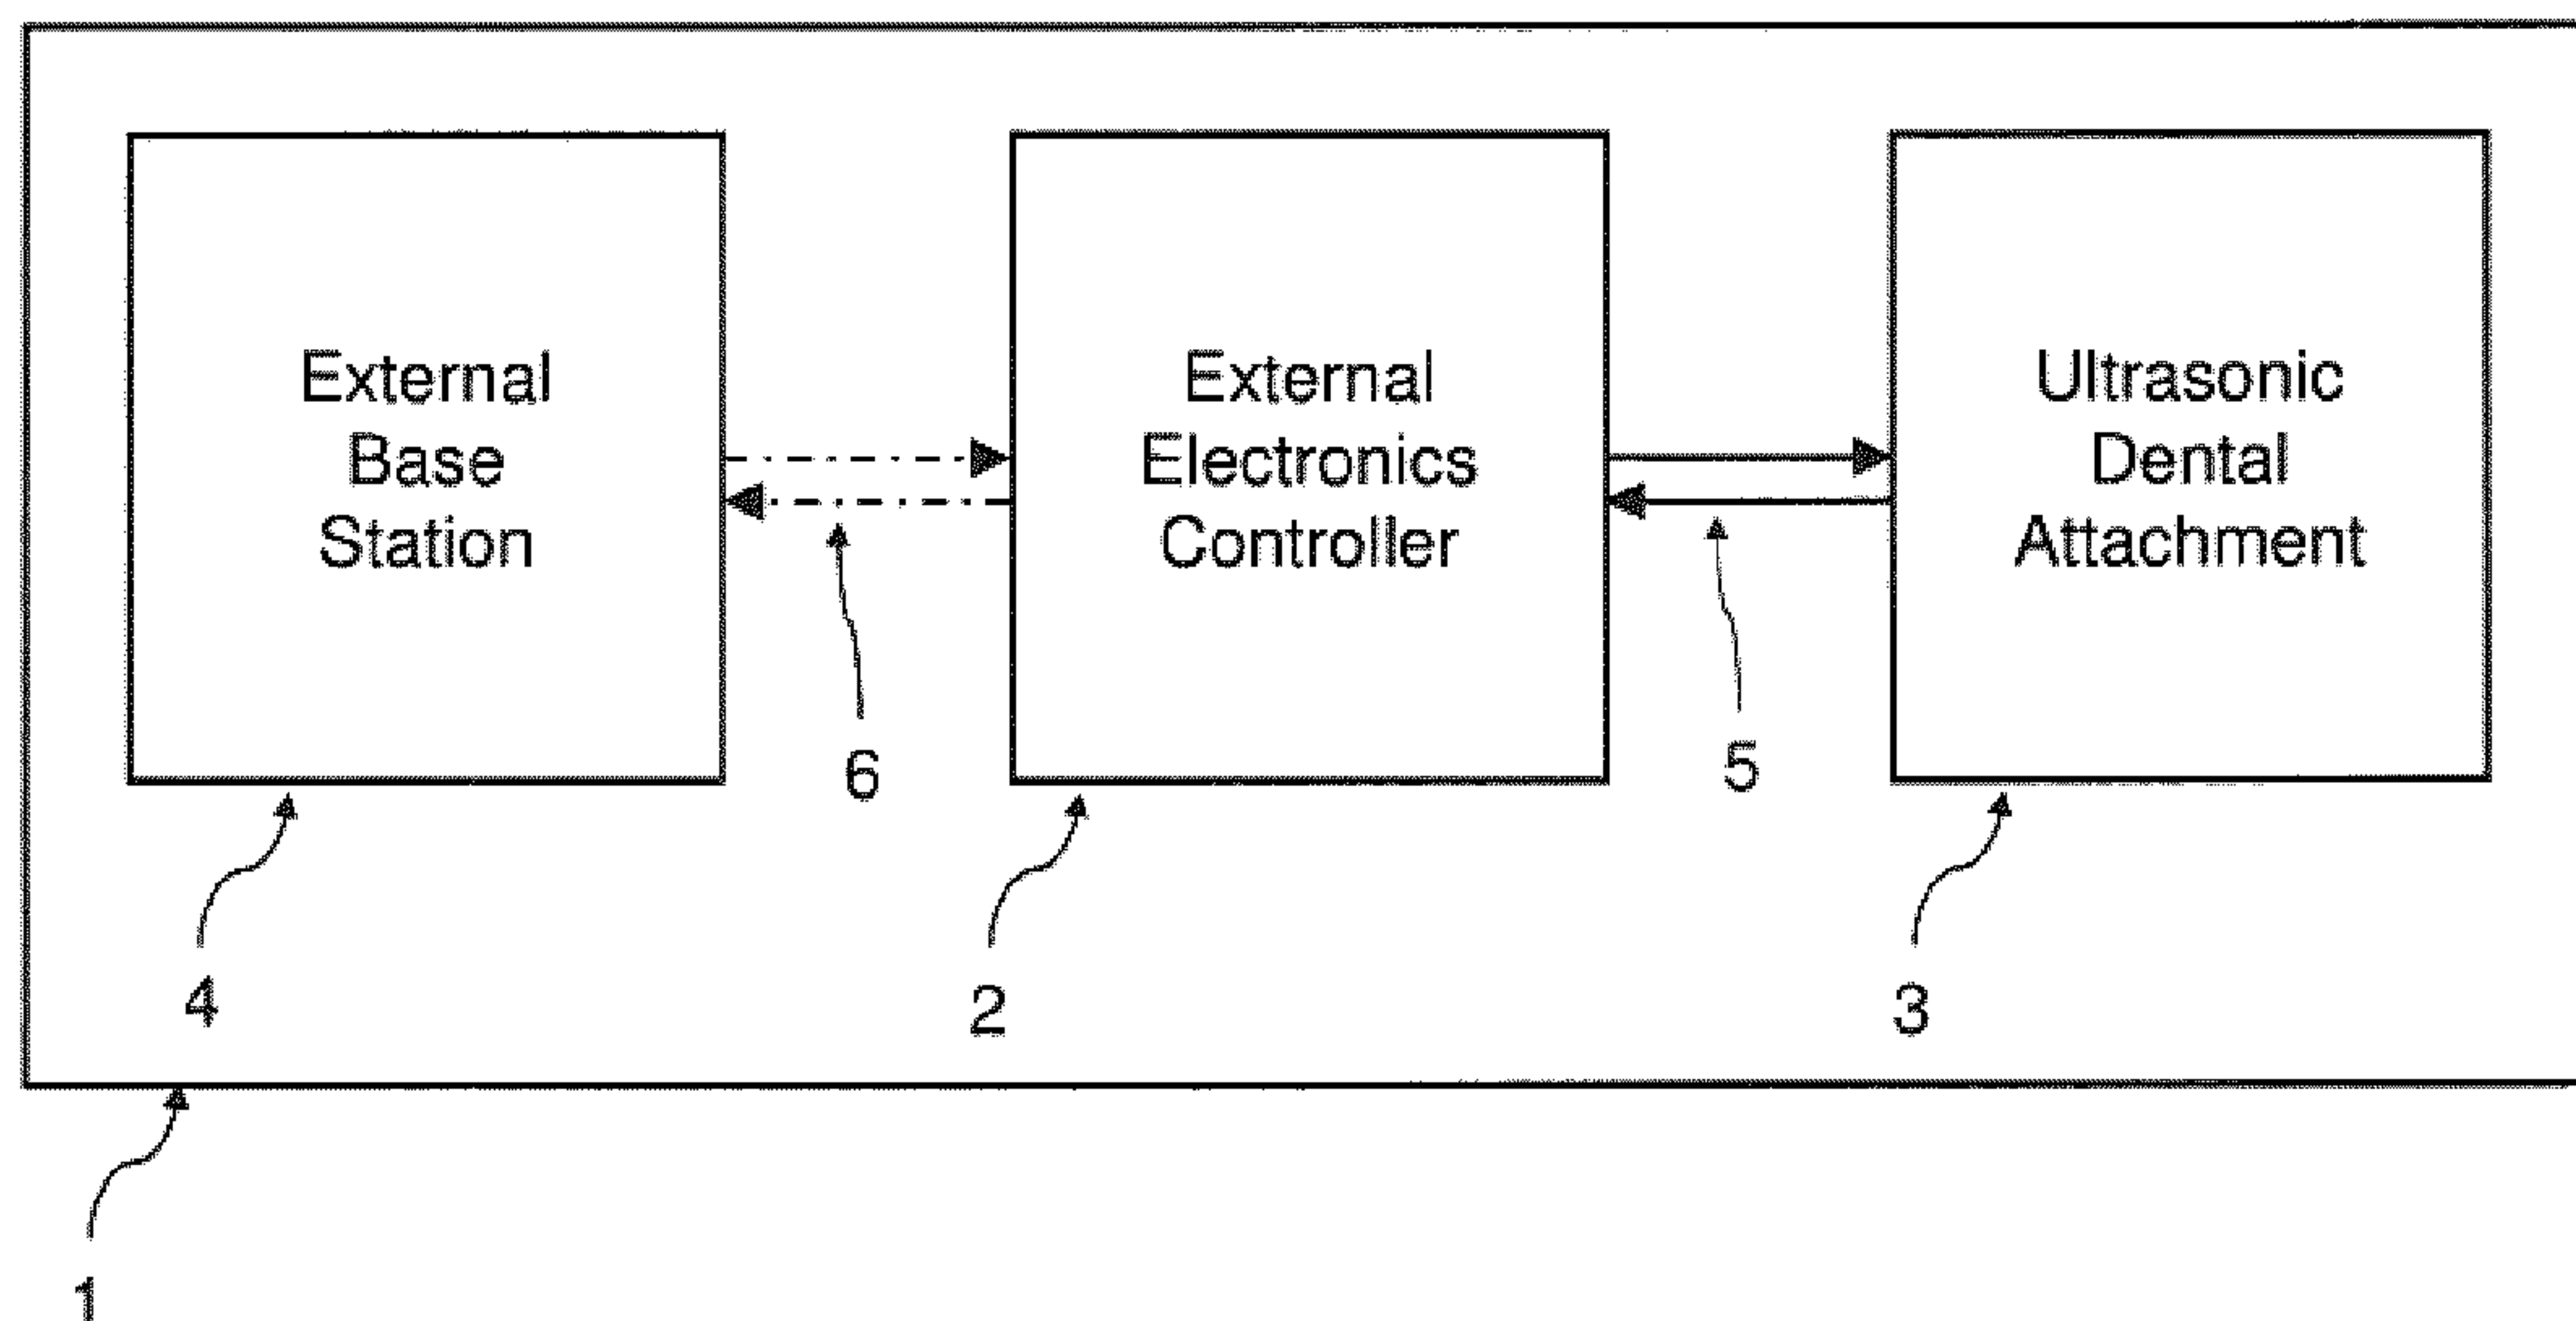 External
Base
Station
External
Electronics
Controller
Ultrasonic
Dental
Attachment
6
5
4
2
3
1